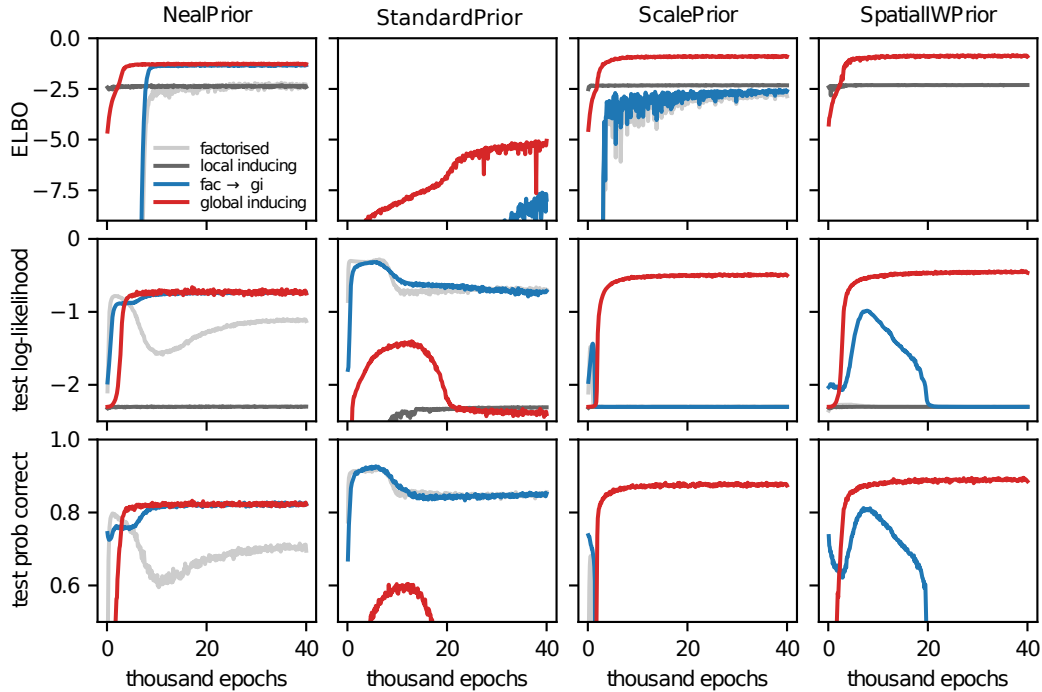 NealPrior StandardPrior ScalePrior SpatialIWPrior
0.0
−2.5
−5.0
−7.5
ELBO
factorised
local inducing
fac → gi
global inducing
0
−1
−2
test log-likelihood
1.0
0.8
0.6
test prob correct
0 20 40 0 20 40 0 20 40 0 20 40
thousand epochs thousand epochs thousand epochs thousand epochs